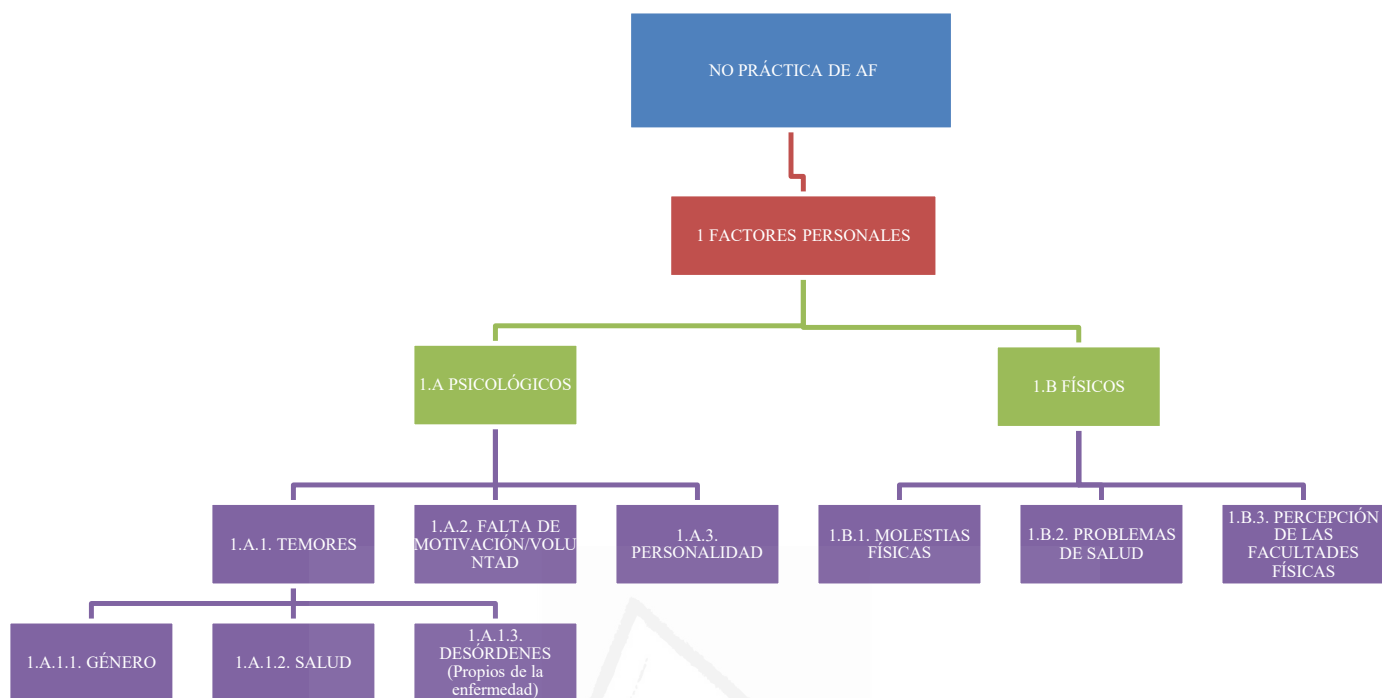 NO PRÁCTICA DE AF
1 FACTORES PERSONALES
1.A PSICOLÓGICOS
1.B FÍSICOS
1.A.1. TEMORES
1.A.2. FALTA DE
MOTIVACIÓN/VOLU
NTAD
1.A.3.
PERSONALIDAD
1.B.1. MOLESTIAS
FÍSICAS
1.B.2. PROBLEMAS
DE SALUD
1.B.3. PERCEPCIÓN
DE LAS
FACULTADES
FÍSICAS
1.A.1.1. GÉNERO
1.A.1.2. SALUD
1.A.1.3.
DESÓRDENES
(Propios de la
enfermedad)